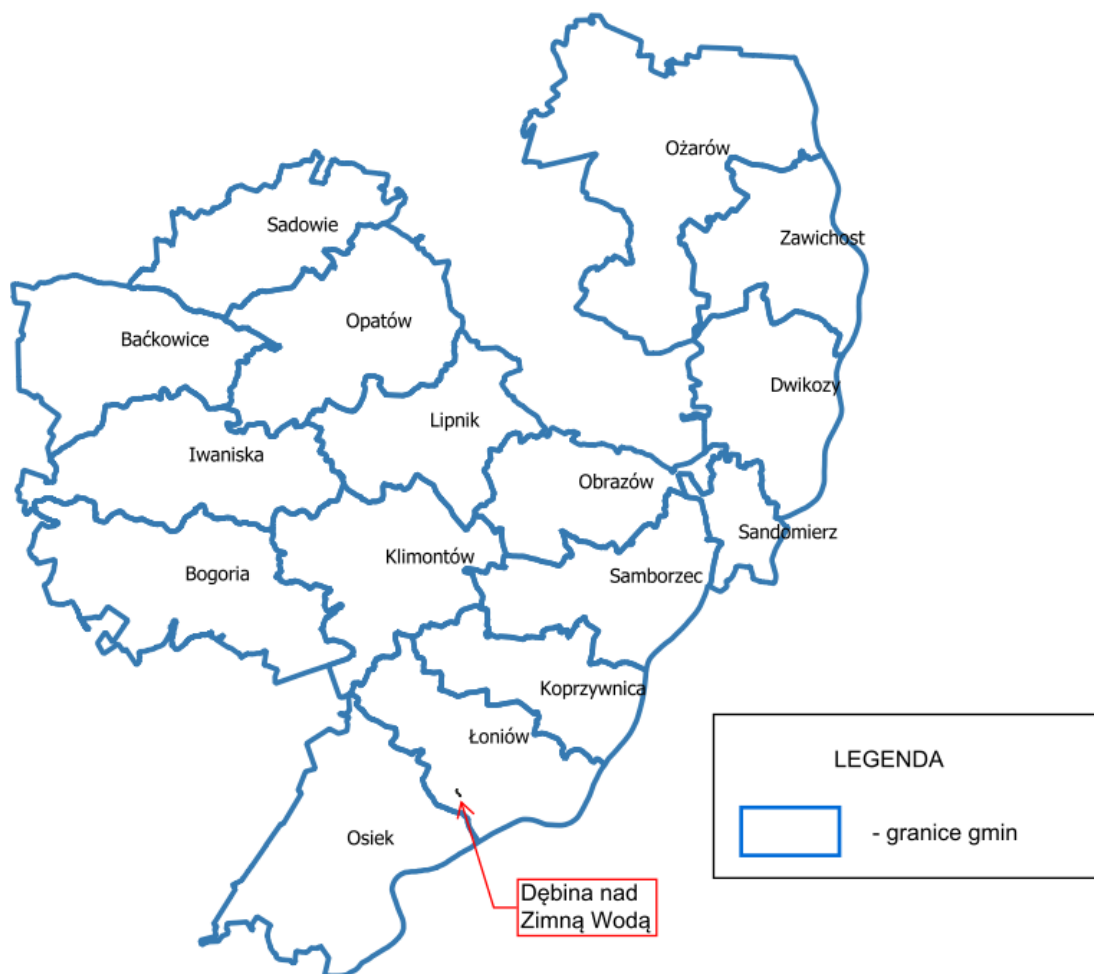 Ożarów
Sadowie
Zawichost
Opatów
Baćkowice
Dwikozy
Lipnik
Iwaniska
Obrazów
Sandomierz
Klimontów
Bogoria
Samborzec
Koprzywnica
Łoniów
LEGENDA
Osiek
- granice gmin
Dębina nad
Zimną Wodą